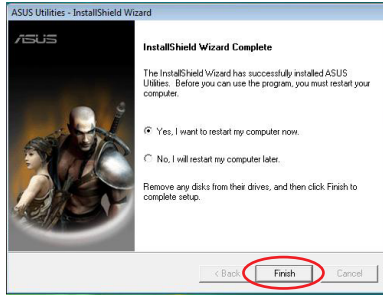 ASUS Utilities - InstallShield Wizard
ASUS
InstallShield Wizard Complete
The InstallShield Wizard has successfully installed ASUS
Utilities. Before you can use the program, you must restart your
computer.
Yes, I want to restart my computer now.
No, I will restart my computer later.
Remove any disks from their drives, and then click Finish to
complete setup.
< Back Finish Cancel